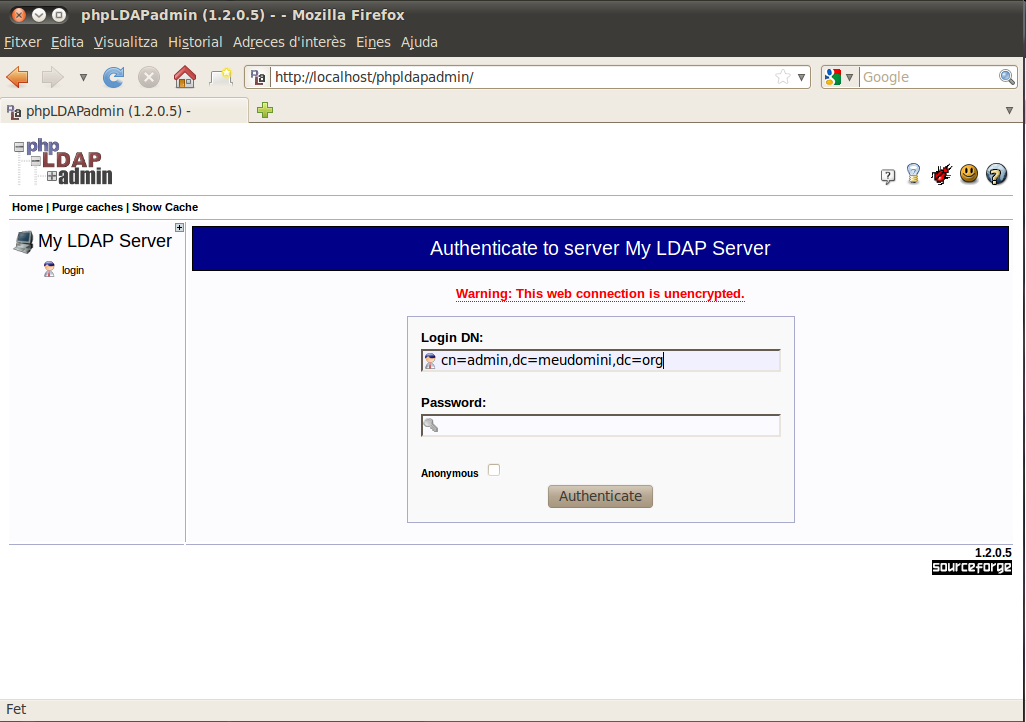 phpLDAPadmin (1.2.0.5) - - Mozilla Firefox
Fitxer Edita Visualitza Historial Adreces d'interès Eines Ajuda
http://localhost/phpldapadmin/ Google
phpLDAPadmin (1.2.0.5) -
php
LDAP
admin
Home | Purge caches | Show Cache
My LDAP Server
login
Authenticate to server My LDAP Server
Warning: This web connection is unencrypted.
Login DN:
cn=admin,dc=meudomini,dc=org
Password:
Anonymous
Authenticate
1.2.0.5
sourceforge
Fet